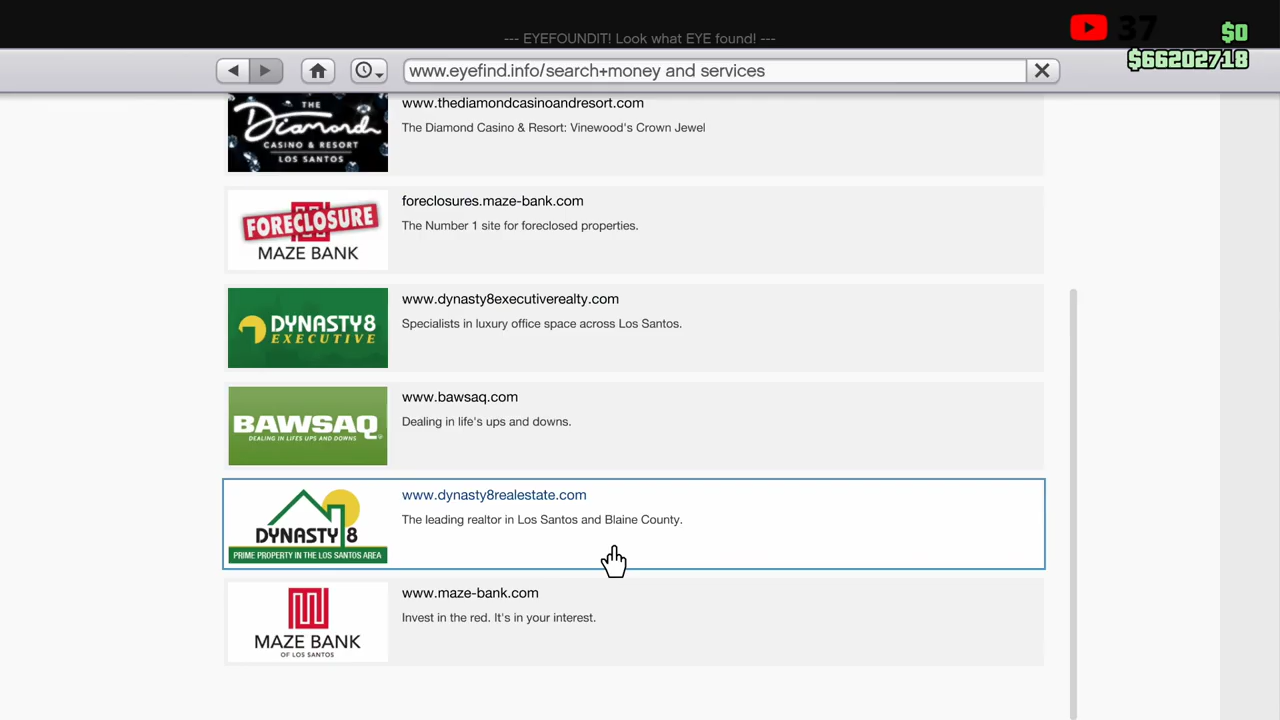 37
$0
$66202718
--- EYEFOUNDIT! Look what EYE found! ---
www.eyefind.info/search+money and services
THE
Diamond
CASINO & RESORT
LOS SANTOS
www.thediamondcasinoandresort.com
The Diamond Casino & Resort: Vinewood's Crown Jewel
FORECLOSURE
MAZE BANK
foreclosures.maze-bank.com
The Number 1 site for foreclosed properties.
DYNASTY8
EXECUTIVE
www.dynasty8executiverealty.com
Specialists in luxury office space across Los Santos.
BAWSAQ
DEALING IN LIFE'S UPS AND DOWNS
www.bawsaq.com
Dealing in life's ups and downs.
DYNASTY 8
PRIME PROPERTY IN THE LOS SANTOS AREA
www.dynasty8realestate.com
The leading realtor in Los Santos and Blaine County.
MAZE BANK
OF LOS SANTOS
www.maze-bank.com
Invest in the red. It's in your interest.